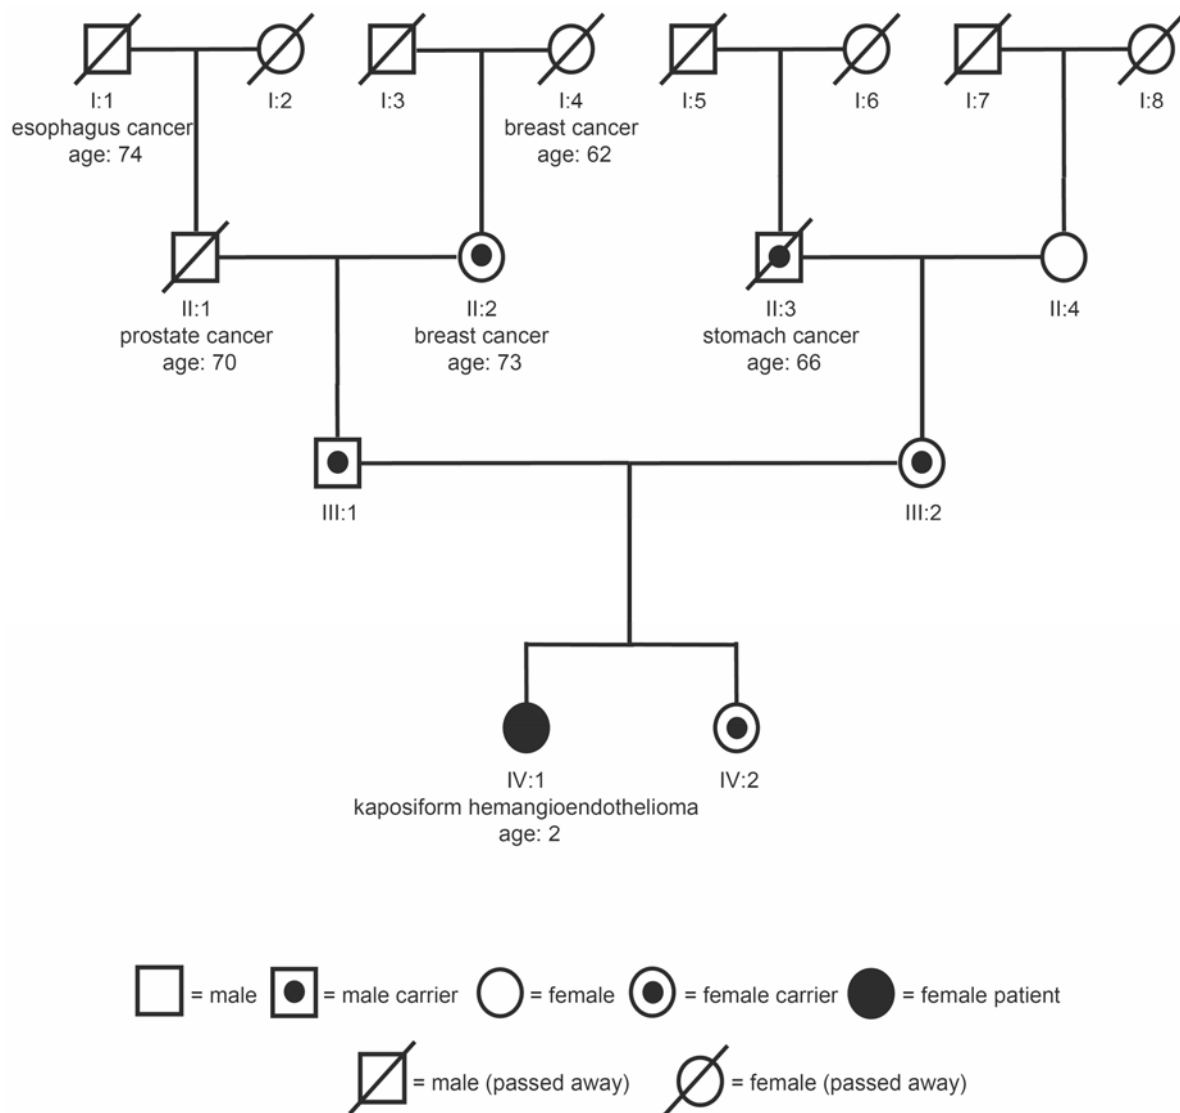 I:1
I:2
I:3
I:4
I:5
I:6
I:7
I:8
esophagus cancer
age: 74
breast cancer
age: 62
II:1
prostate cancer
age: 70
II:2
breast cancer
age: 73
II:3
stomach cancer
age: 66
II:4
III:1
III:2
IV:1
kaposiform hemangioendothelioma
age: 2
IV:2
= male
= male carrier
= female
= female carrier
= female patient
= male (passed away)
= female (passed away)